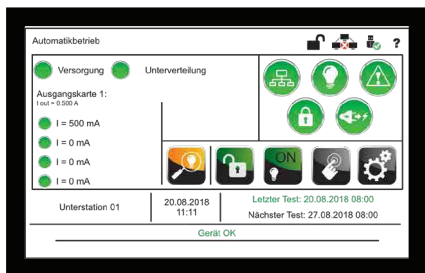 Automatikbetrieb
?
Versorgung Unterverteilung
Ausgangskarte 1:
I out = 0.500 A
I = 500 mA
I = 0 mA
I = 0 mA
I = 0 mA
ON
Unterstation 01
20.08.2018
11:11
Letzter Test: 20.08.2018 08:00
Nächster Test: 27.08.2018 08:00
Gerät OK